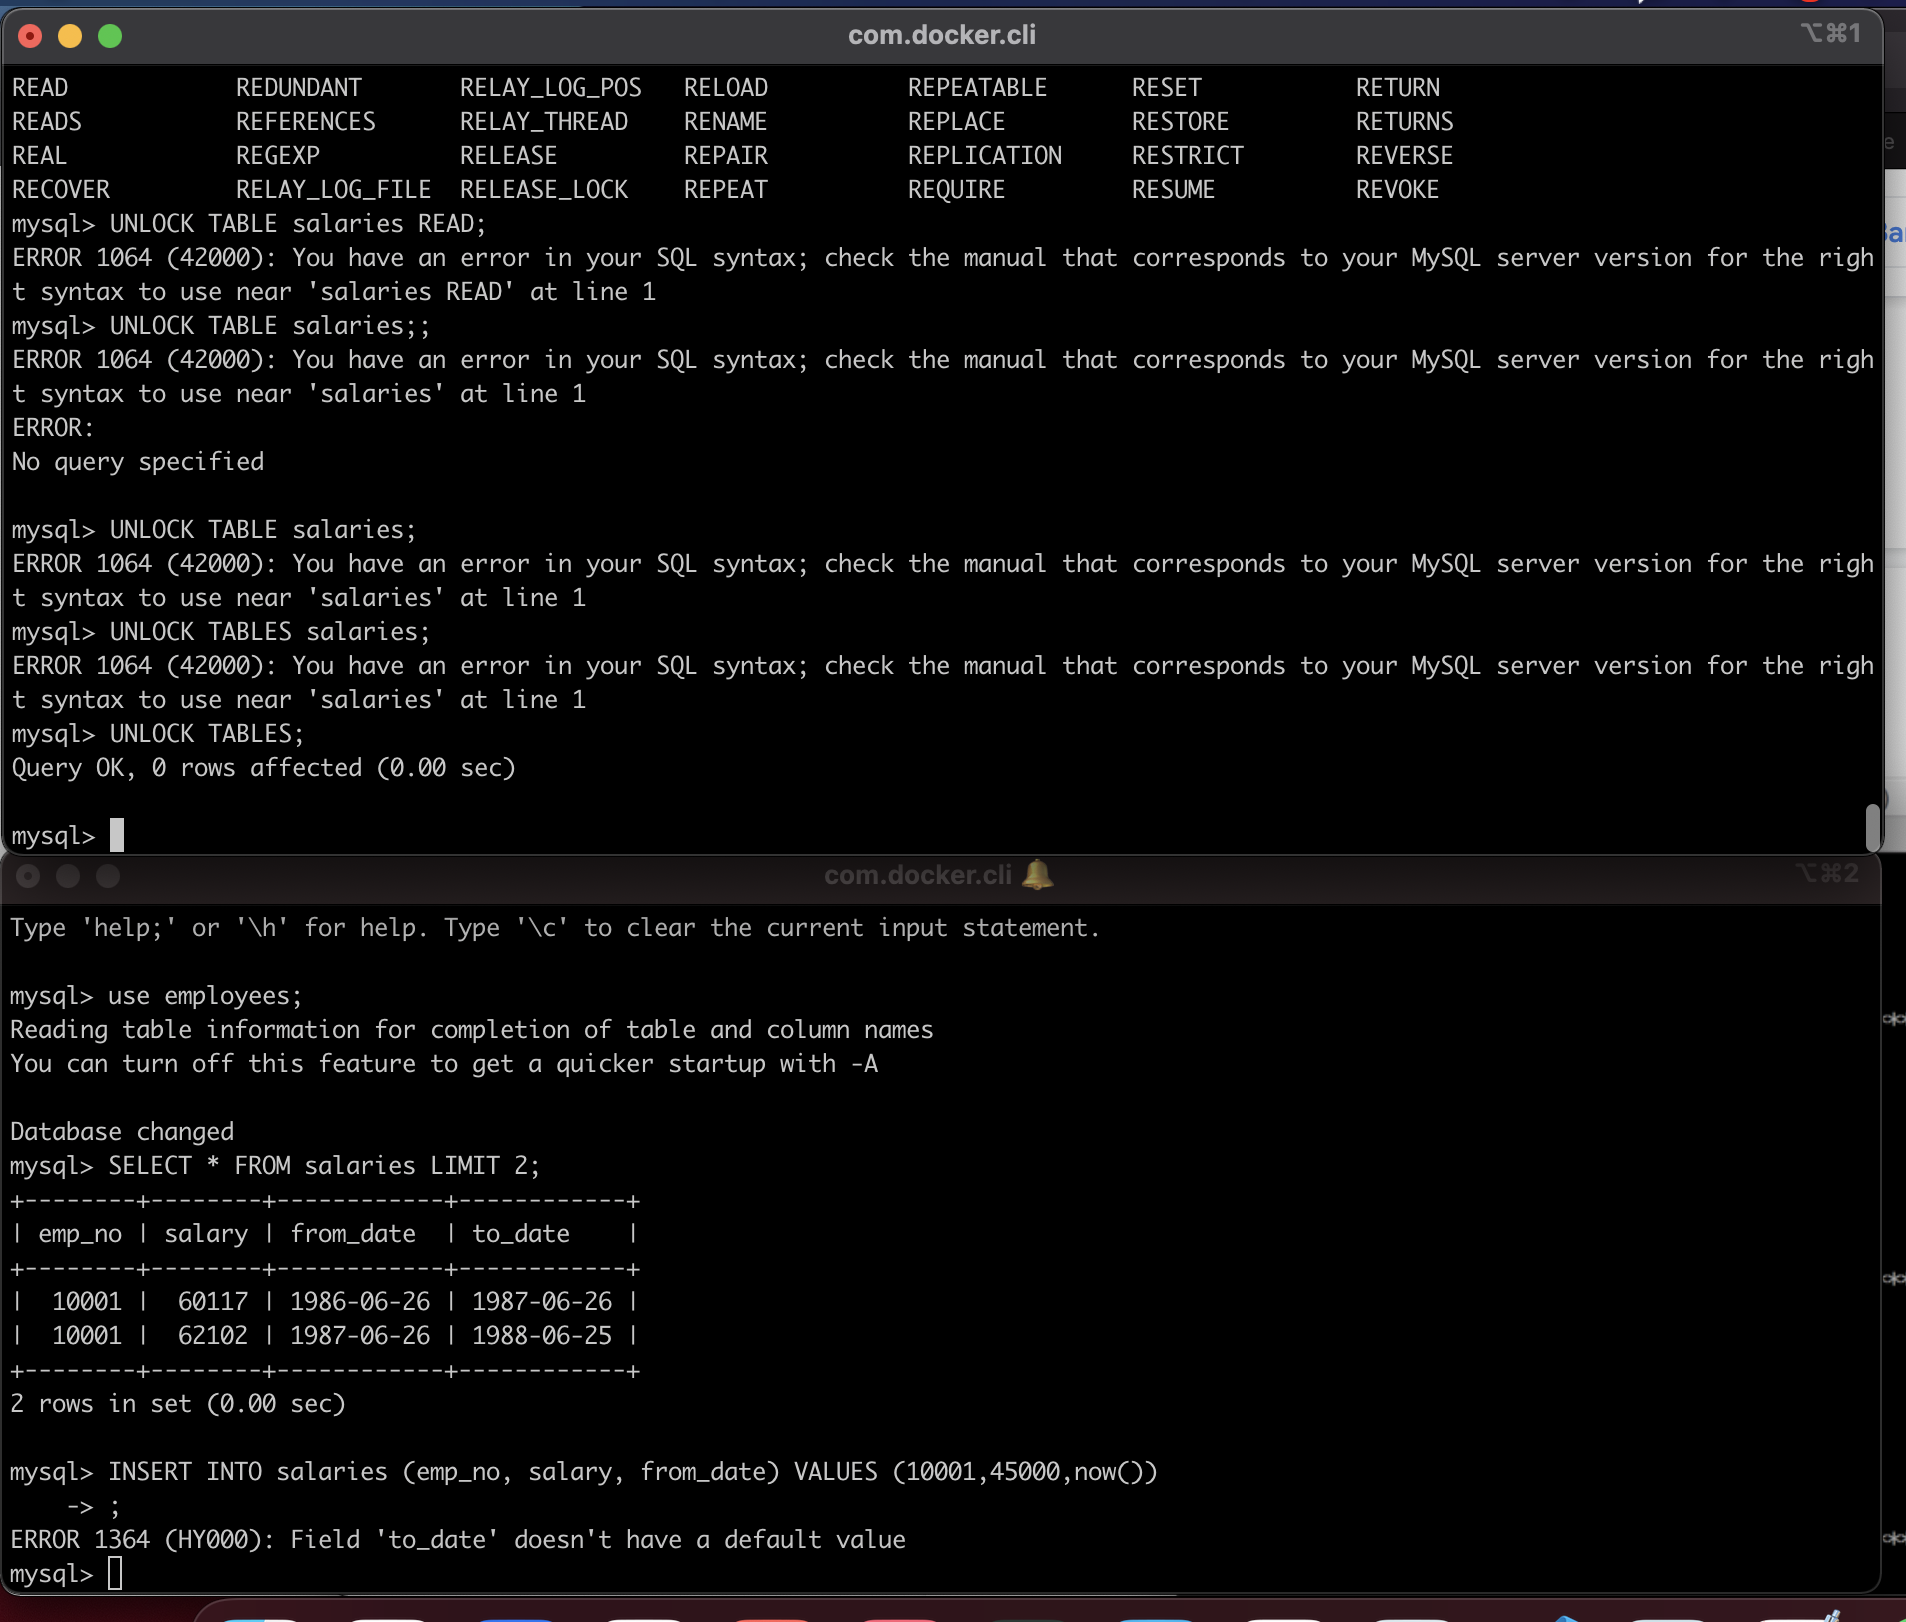 com.docker.cli ⌥⌘1
READ REDUNDANT RELAY_LOG_POS RELOAD REPEATABLE RESET RETURN
READS REFERENCES RELAY_THREAD RENAME REPLACE RESTORE RETURNS
REAL REGEXP RELEASE REPAIR REPLICATION RESTRICT REVERSE
RECOVER RELAY_LOG_FILE RELEASE_LOCK REPEAT REQUIRE RESUME REVOKE
mysql> UNLOCK TABLE salaries READ;
ERROR 1064 (42000): You have an error in your SQL syntax; check the manual that corresponds to your MySQL server version for the righ
t syntax to use near 'salaries READ' at line 1
mysql> UNLOCK TABLE salaries;;
ERROR 1064 (42000): You have an error in your SQL syntax; check the manual that corresponds to your MySQL server version for the righ
t syntax to use near 'salaries' at line 1
ERROR:
No query specified
mysql> UNLOCK TABLE salaries;
ERROR 1064 (42000): You have an error in your SQL syntax; check the manual that corresponds to your MySQL server version for the righ
t syntax to use near 'salaries' at line 1
mysql> UNLOCK TABLES salaries;
ERROR 1064 (42000): You have an error in your SQL syntax; check the manual that corresponds to your MySQL server version for the righ
t syntax to use near 'salaries' at line 1
mysql> UNLOCK TABLES;
Query OK, 0 rows affected (0.00 sec)
mysql>
com.docker.cli 🔔 ⌥⌘2
Type 'help;' or '\h' for help. Type '\c' to clear the current input statement.
mysql> use employees;
Reading table information for completion of table and column names
You can turn off this feature to get a quicker startup with -A
Database changed
mysql> SELECT * FROM salaries LIMIT 2;
+--------+--------+------------+------------+
| emp_no | salary | from_date  | to_date    |
+--------+--------+------------+------------+
|  10001 |  60117 | 1986-06-26 | 1987-06-26 |
|  10001 |  62102 | 1987-06-26 | 1988-06-25 |
+--------+--------+------------+------------+
2 rows in set (0.00 sec)
mysql> INSERT INTO salaries (emp_no, salary, from_date) VALUES (10001,45000,now())
    -> ;
ERROR 1364 (HY000): Field 'to_date' doesn't have a default value
mysql>